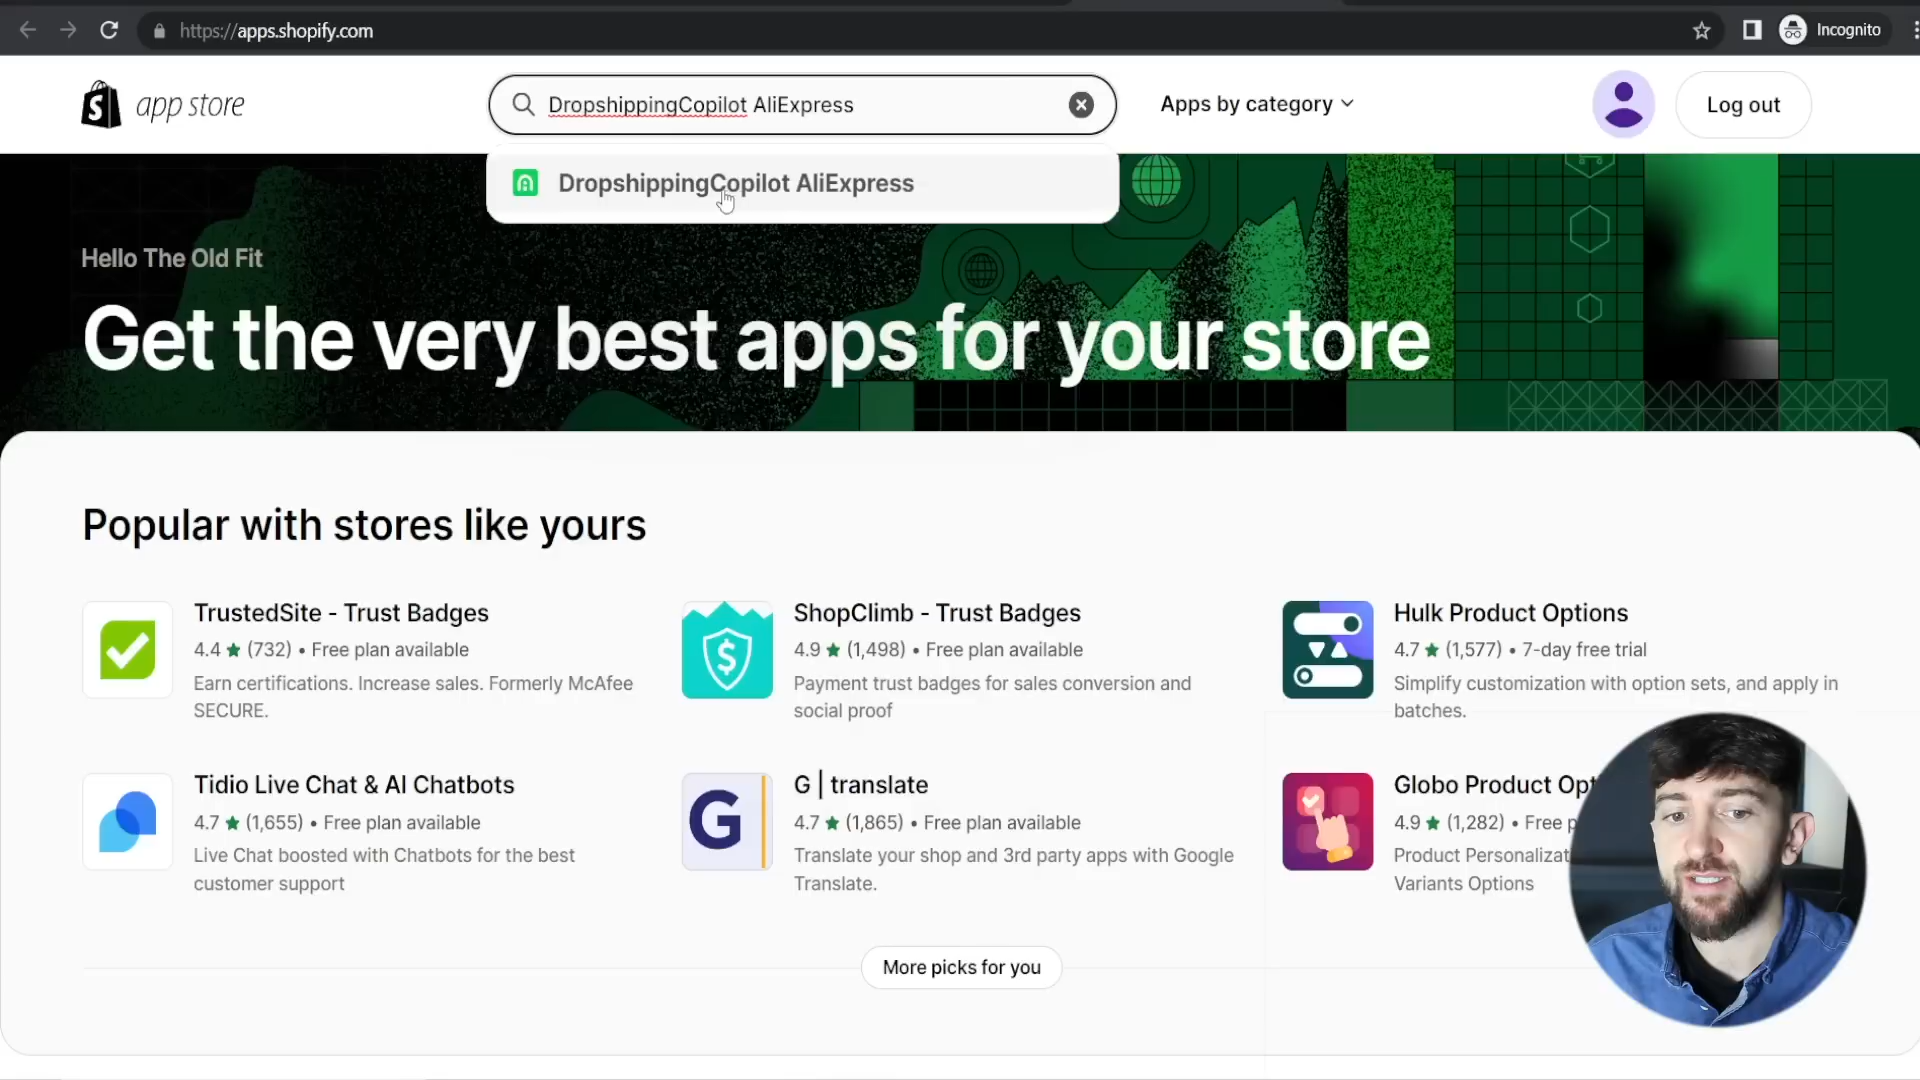 https://apps.shopify.com
Incognito
app store
DropshippingCopilot AliExpress
Apps by category
Log out
DropshippingCopilot AliExpress
Hello The Old Fit
Get the very best apps for your store
Popular with stores like yours
TrustedSite - Trust Badges
4.4 ★ (732) • Free plan available
Earn certifications. Increase sales. Formerly McAfee
SECURE.
ShopClimb - Trust Badges
4.9 ★ (1,498) • Free plan available
Payment trust badges for sales conversion and
social proof
Hulk Product Options
4.7 ★ (1,577) • 7-day free trial
Simplify customization with option sets, and apply in
batches.
Tidio Live Chat & AI Chatbots
4.7 ★ (1,655) • Free plan available
Live Chat boosted with Chatbots for the best
customer support
G
G | translate
4.7 ★ (1,865) • Free plan available
Translate your shop and 3rd party apps with Google
Translate.
Globo Product Opt
4.9 ★ (1,282) • Free p
Product Personalizat
Variants Options
More picks for you